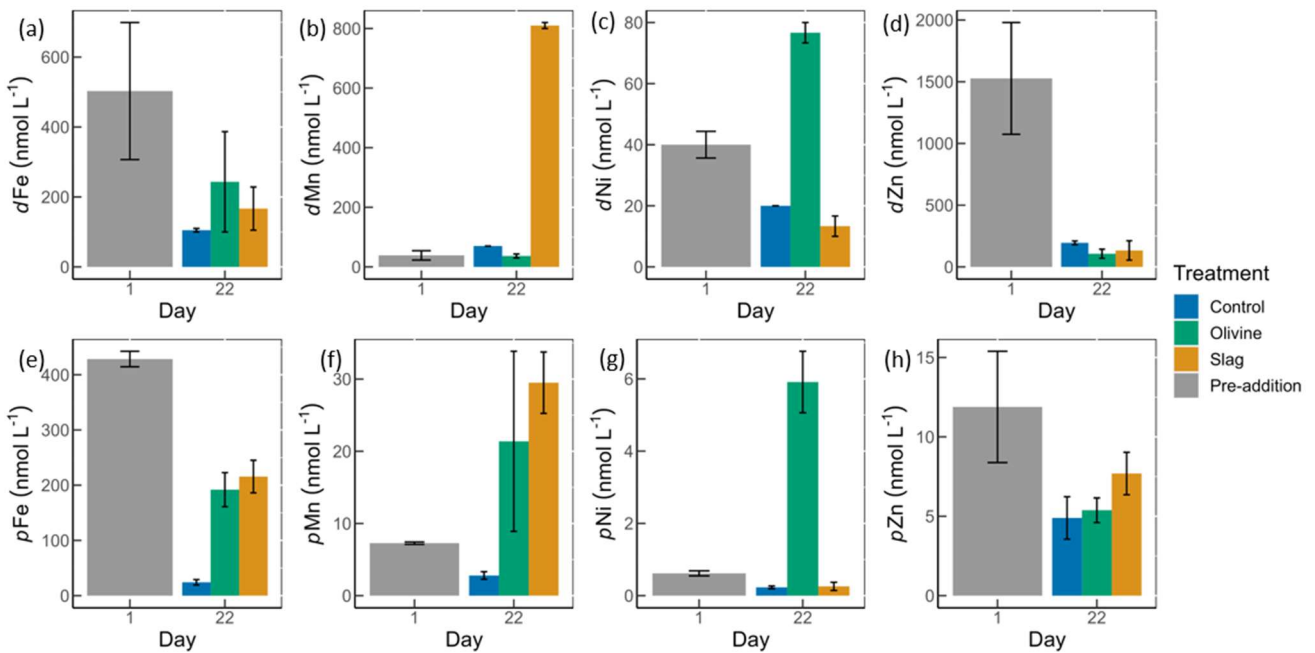 (a)
dFe (nmol L⁻¹)
600
400
200
0
1
22
Day
(b)
dMn (nmol L⁻¹)
800
600
400
200
0
1
22
Day
(c)
dNi (nmol L⁻¹)
80
60
40
20
0
1
22
Day
(d)
dZn (nmol L⁻¹)
2000
1500
1000
500
0
1
22
Day
Treatment
Control
Olivine
Slag
Pre-addition
(e)
pFe (nmol L⁻¹)
400
300
200
100
0
1
22
Day
(f)
pMn (nmol L⁻¹)
30
20
10
0
1
22
Day
(g)
pNi (nmol L⁻¹)
6
4
2
0
1
22
Day
(h)
pZn (nmol L⁻¹)
15
10
5
0
1
22
Day